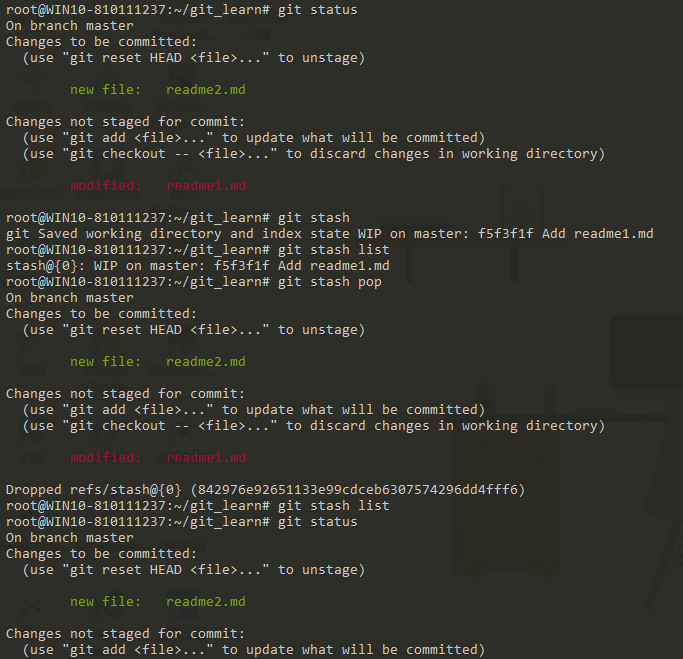 root@WIN10-810111237:~/git_learn# git status
On branch master
Changes to be committed:
  (use "git reset HEAD <file>..." to unstage)

        new file:   readme2.md

Changes not staged for commit:
  (use "git add <file>..." to update what will be committed)
  (use "git checkout -- <file>..." to discard changes in working directory)

        modified:   readme1.md

root@WIN10-810111237:~/git_learn# git stash
git Saved working directory and index state WIP on master: f5f3f1f Add readme1.md
root@WIN10-810111237:~/git_learn# git stash list
stash@{0}: WIP on master: f5f3f1f Add readme1.md
root@WIN10-810111237:~/git_learn# git stash pop
On branch master
Changes to be committed:
  (use "git reset HEAD <file>..." to unstage)

        new file:   readme2.md

Changes not staged for commit:
  (use "git add <file>..." to update what will be committed)
  (use "git checkout -- <file>..." to discard changes in working directory)

        modified:   readme1.md

Dropped refs/stash@{0} (842976e92651133e99cdceb6307574296dd4fff6)
root@WIN10-810111237:~/git_learn# git stash list
root@WIN10-810111237:~/git_learn# git status
On branch master
Changes to be committed:
  (use "git reset HEAD <file>..." to unstage)

        new file:   readme2.md

Changes not staged for commit:
  (use "git add <file>..." to update what will be committed)